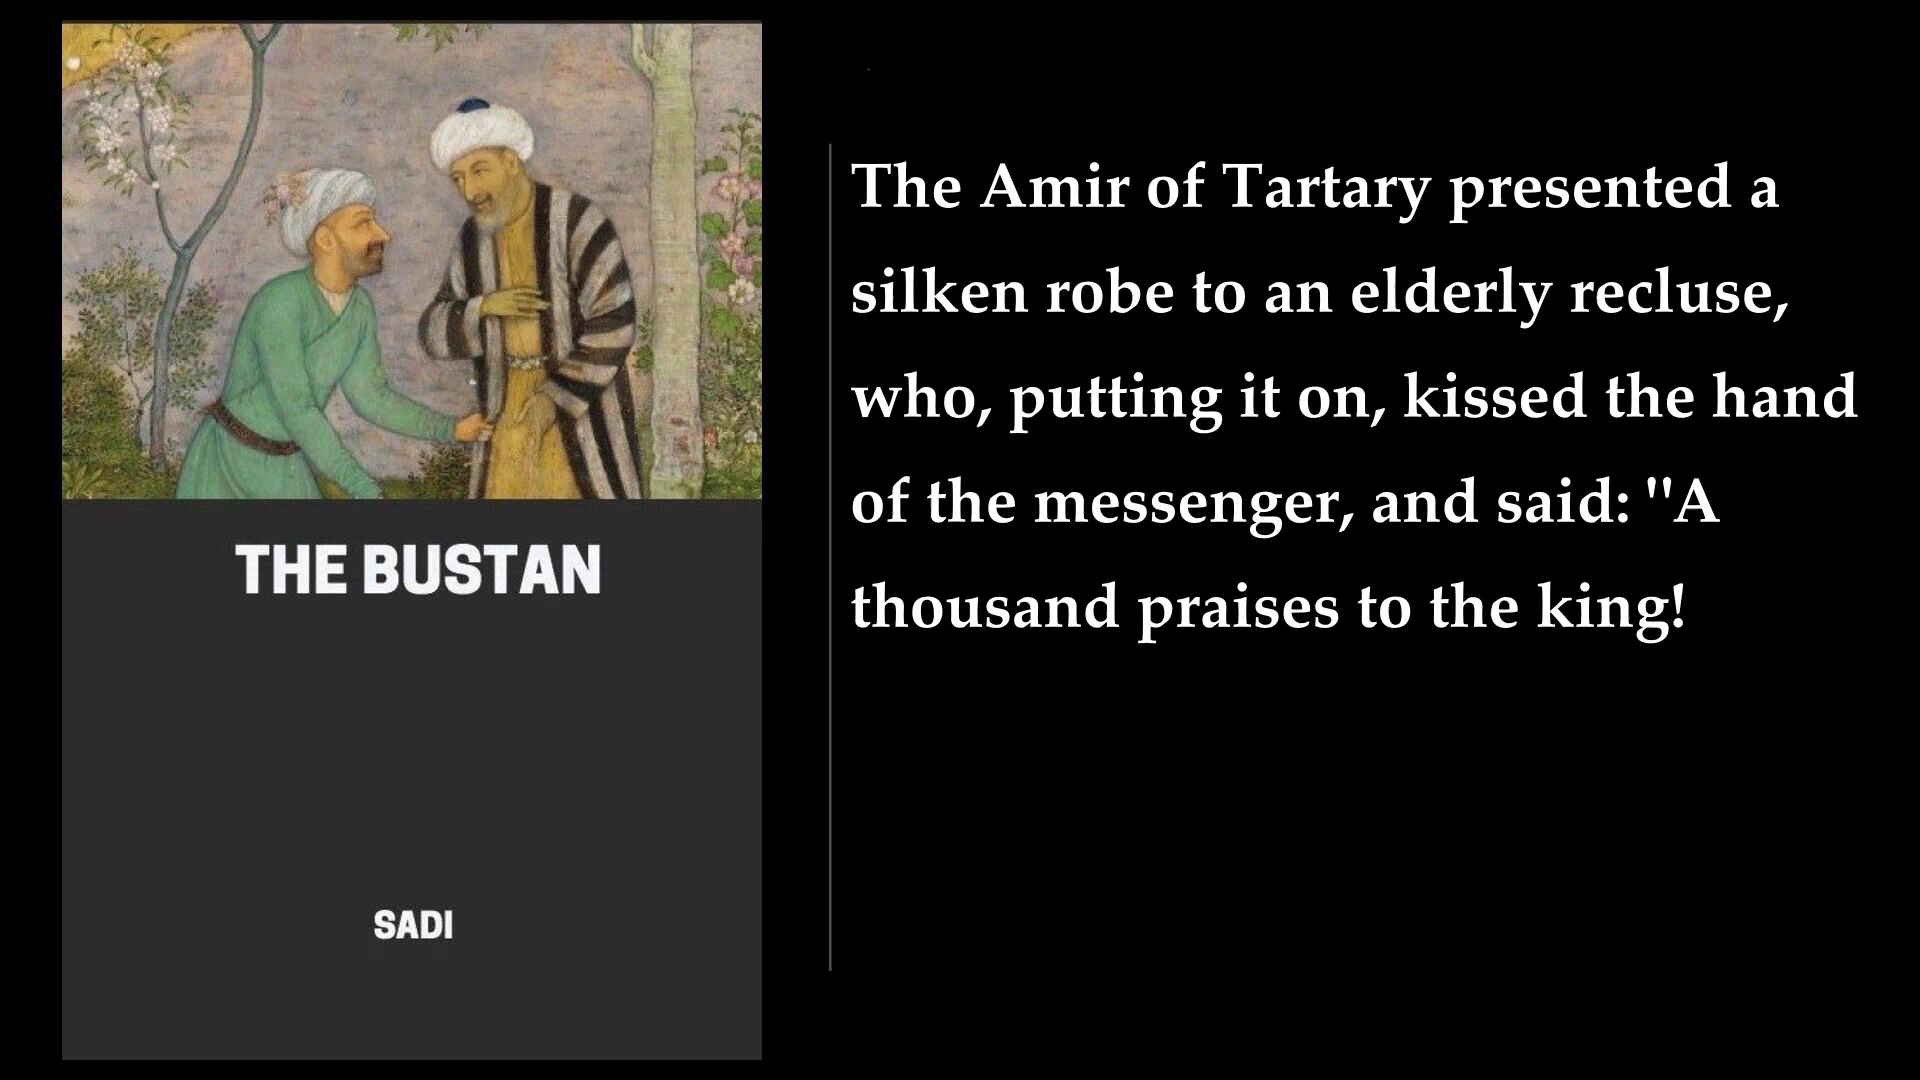 THE BUSTAN
SADI
The Amir of Tartary presented a
silken robe to an elderly recluse,
who, putting it on, kissed the hand
of the messenger, and said: "A
thousand praises to the king!